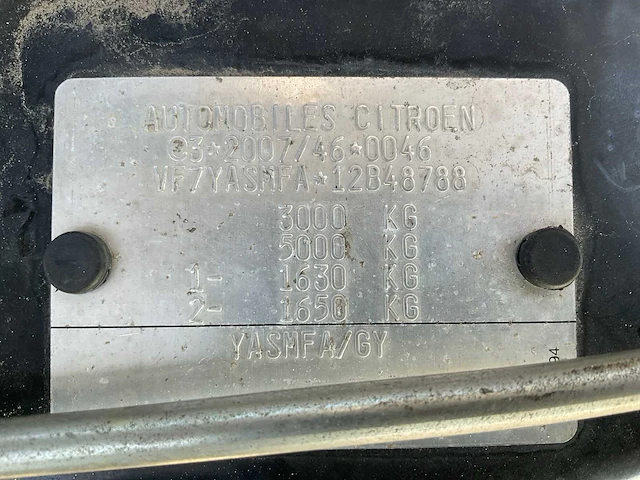 AUTOMOBILES CITROEN
e3*2007/46*0046
VF7YASMFA*12B48788
3000 KG
5000 KG
1- 1630 KG
2- 1650 KG
YASMFA/GY
94